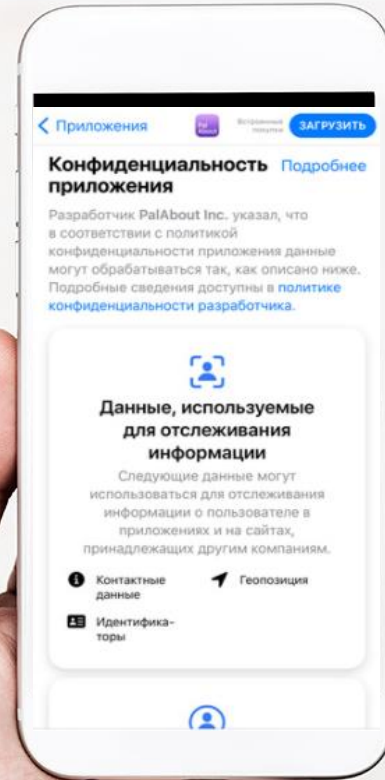 Приложения
Pal
About
Встроенные
покупки
ЗАГРУЗИТЬ
Конфиденциальность Подробнее
приложения
Разработчик PalAbout Inc. указал, что
в соответствии с политикой
конфиденциальности приложения данные
могут обрабатываться так, как описано ниже.
Подробные сведения доступны в политике
конфиденциальности разработчика.
Данные, используемые
для отслеживания
информации
Следующие данные могут
использоваться для отслеживания
информации о пользователе в
приложениях и на сайтах,
принадлежащих другим компаниям.
Контактные
данные
Геопозиция
Идентифика-
торы